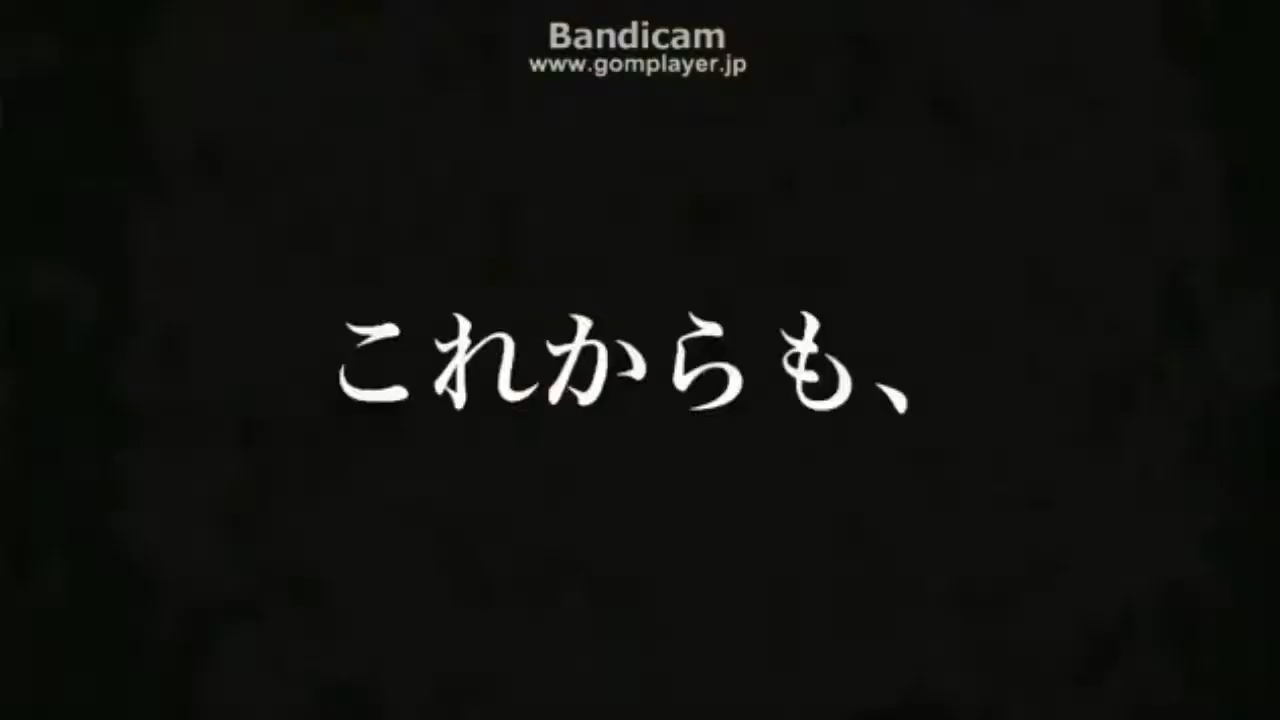 Bandicam
www.gomplayer.jp
これからも、